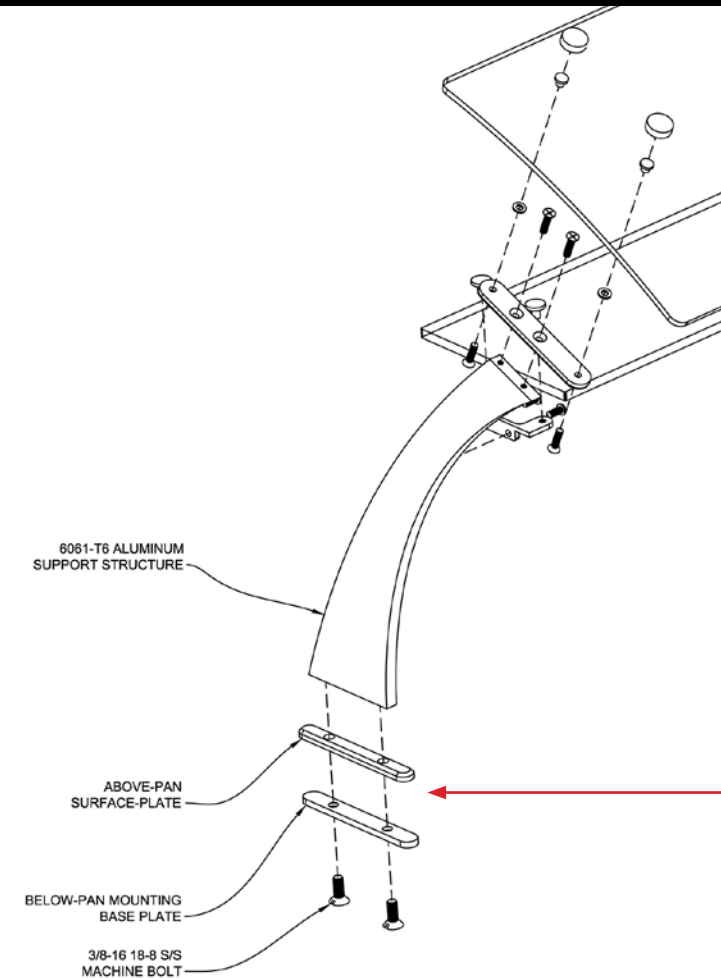 6061-T6 ALUMINUM
SUPPORT STRUCTURE
ABOVE-PAN
SURFACE-PLATE
BELOW-PAN MOUNTING
BASE PLATE
3/8-16 18-8 S/S
MACHINE BOLT